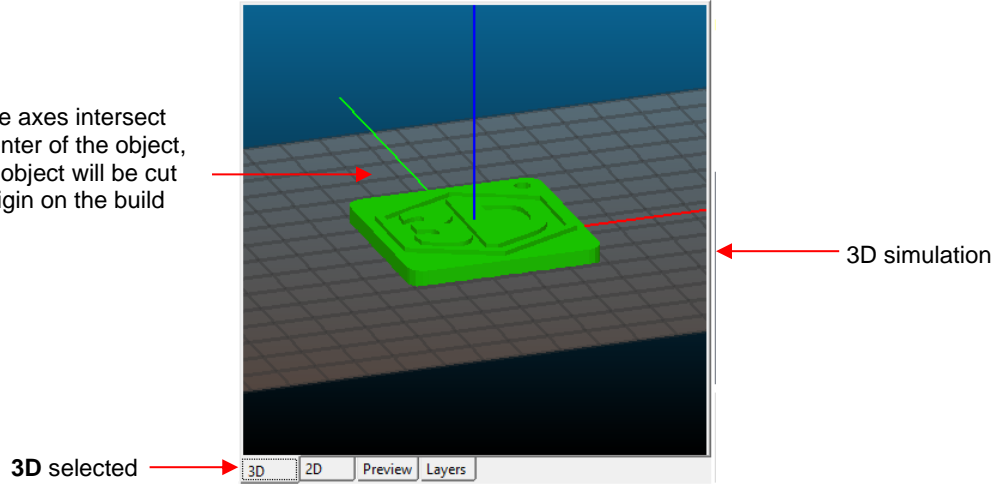 e axes intersect
nter of the object,
object will be cut
igin on the build
3D simulation
3D selected
3D 2D Preview Layers